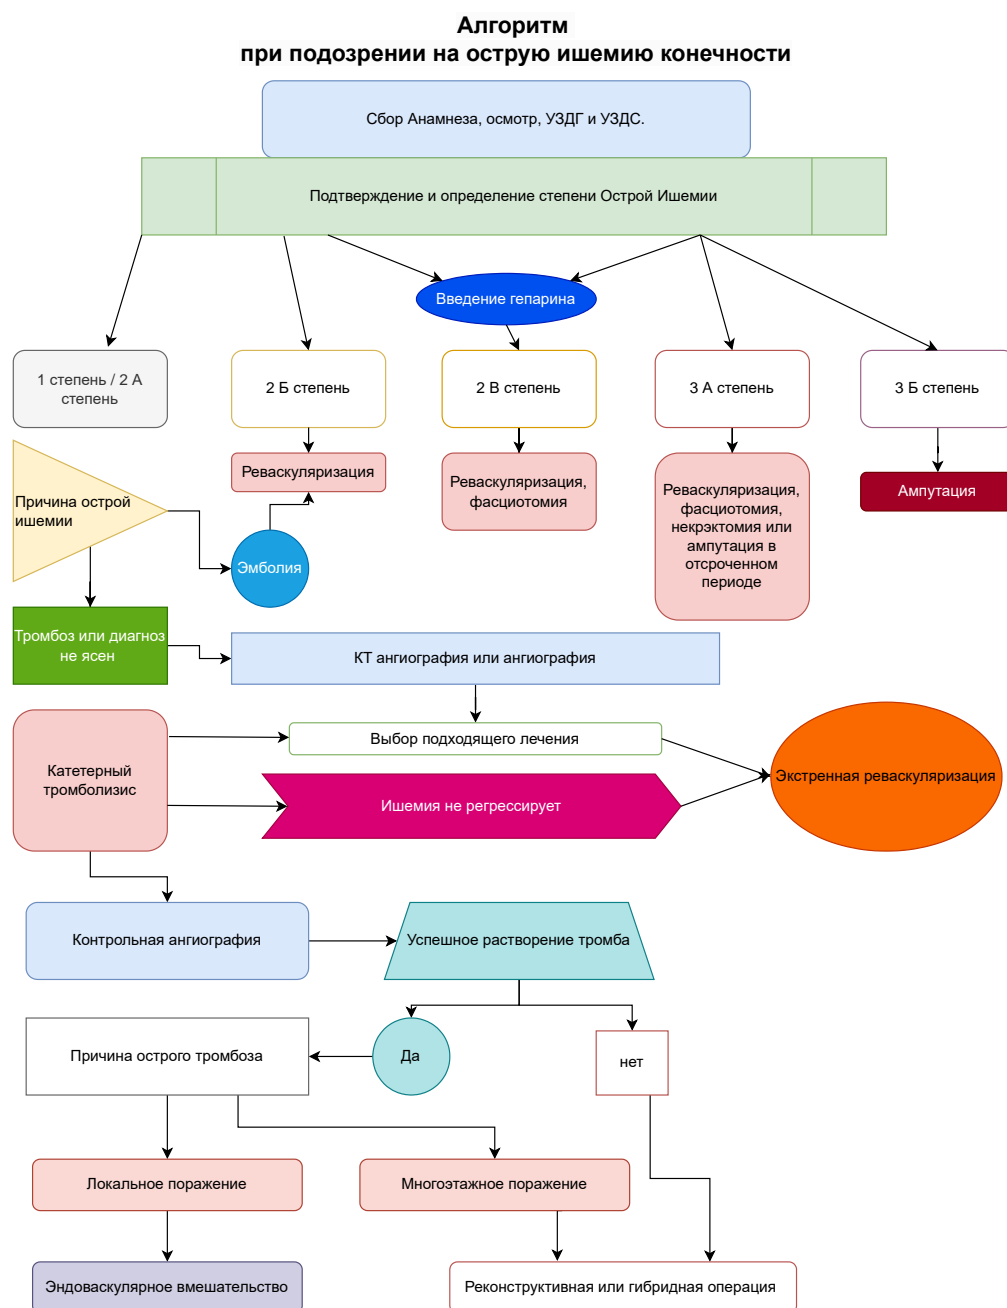 Алгоритм
при подозрении на острую ишемию конечности
Сбор Анамнеза, осмотр, УЗДГ и УЗДС.
Подтверждение и определение степени Острой Ишемии
Введение гепарина
1 степень / 2 А
степень
2 Б степень
2 В степень
3 А степень
3 Б степень
Причина острой
ишемии
Реваскуляризация
Реваскуляризация,
фасциотомия
Реваскуляризация,
фасциотомия,
некрэктомия или
ампутация в
отсроченном
периоде
Ампутация
Эмболия
Тромбоз или диагноз
не ясен
КТ ангиография или ангиография
Катетерный
тромболизис
Выбор подходящего лечения
Ишемия не регрессирует
Экстренная реваскуляризация
Контрольная ангиография
Успешное растворение тромба
Причина острого тромбоза
Да
нет
Локальное поражение
Многоэтажное поражение
Эндоваскулярное вмешательство
Реконструктивная или гибридная операция